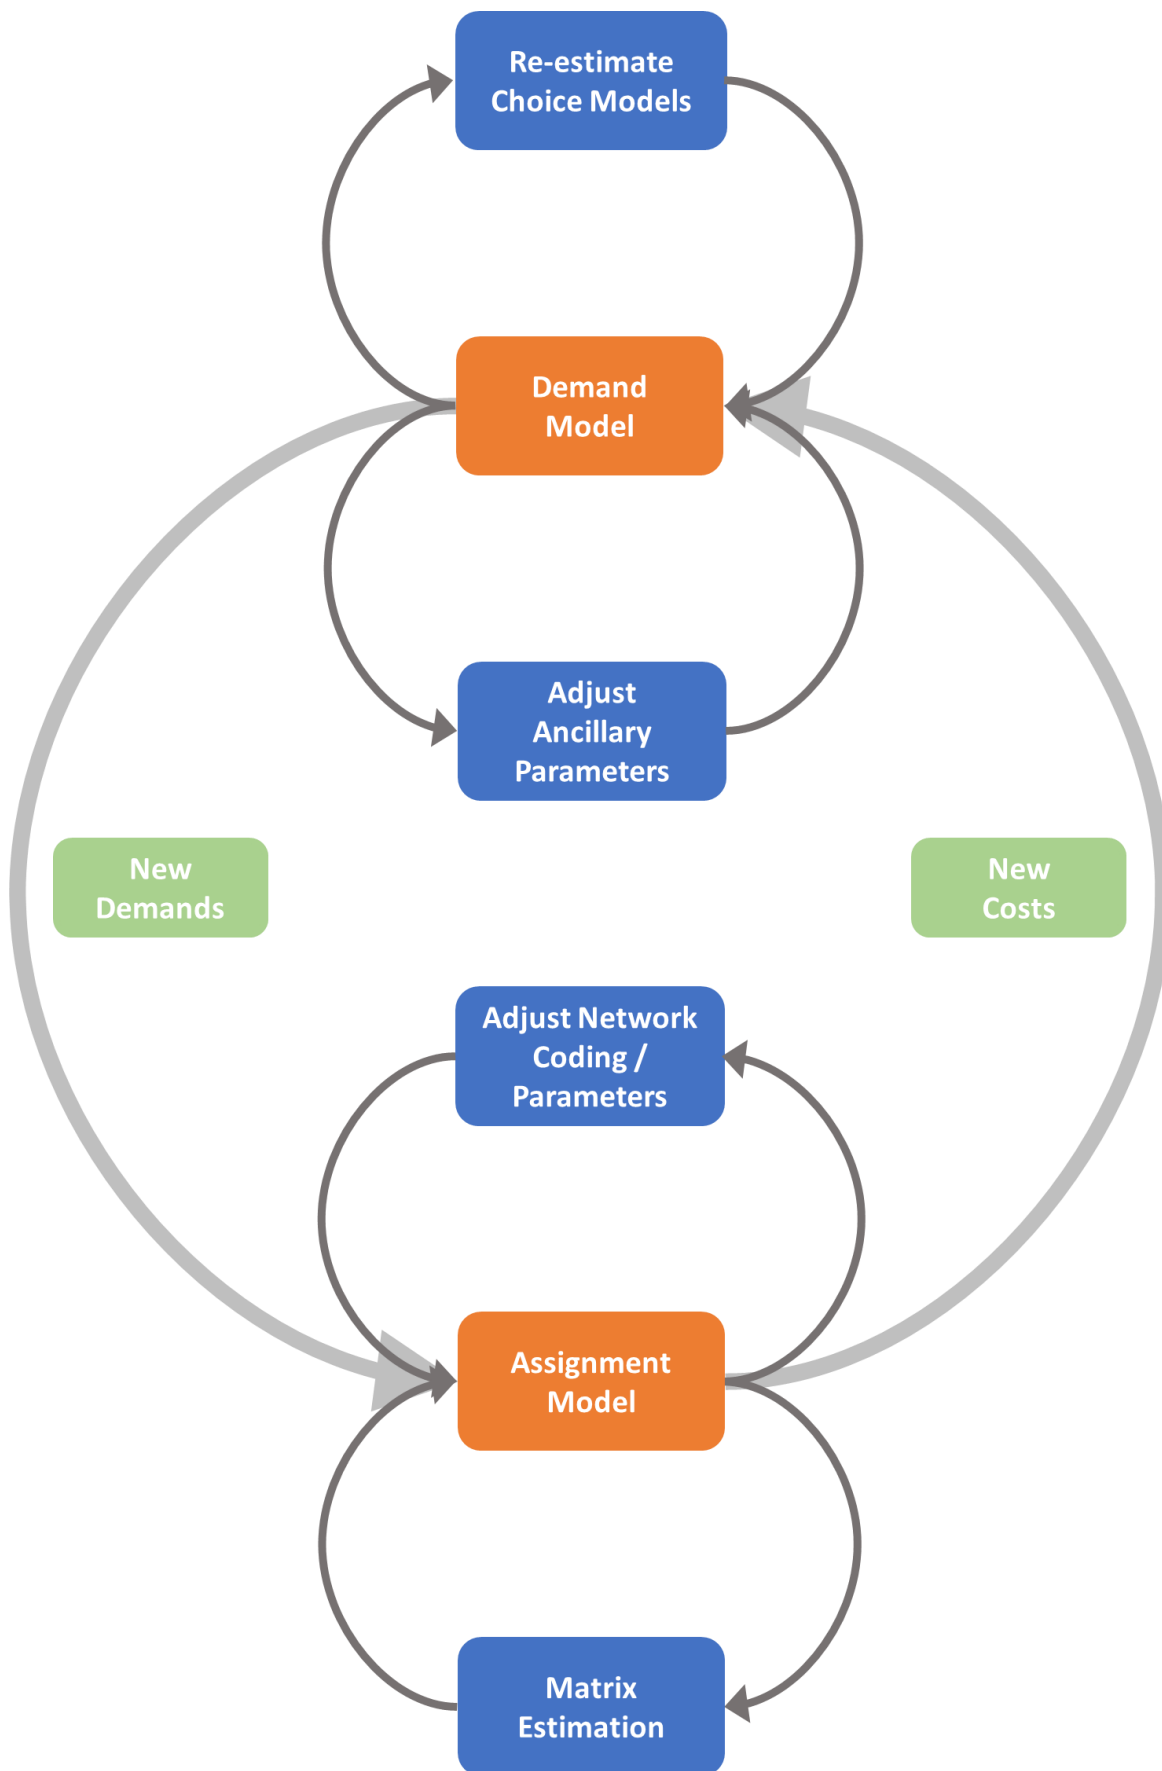 Re-estimate
Choice Models
Demand
Model
Adjust
Ancillary
Parameters
New
Demands
New
Costs
Adjust Network
Coding /
Parameters
Assignment
Model
Matrix
Estimation